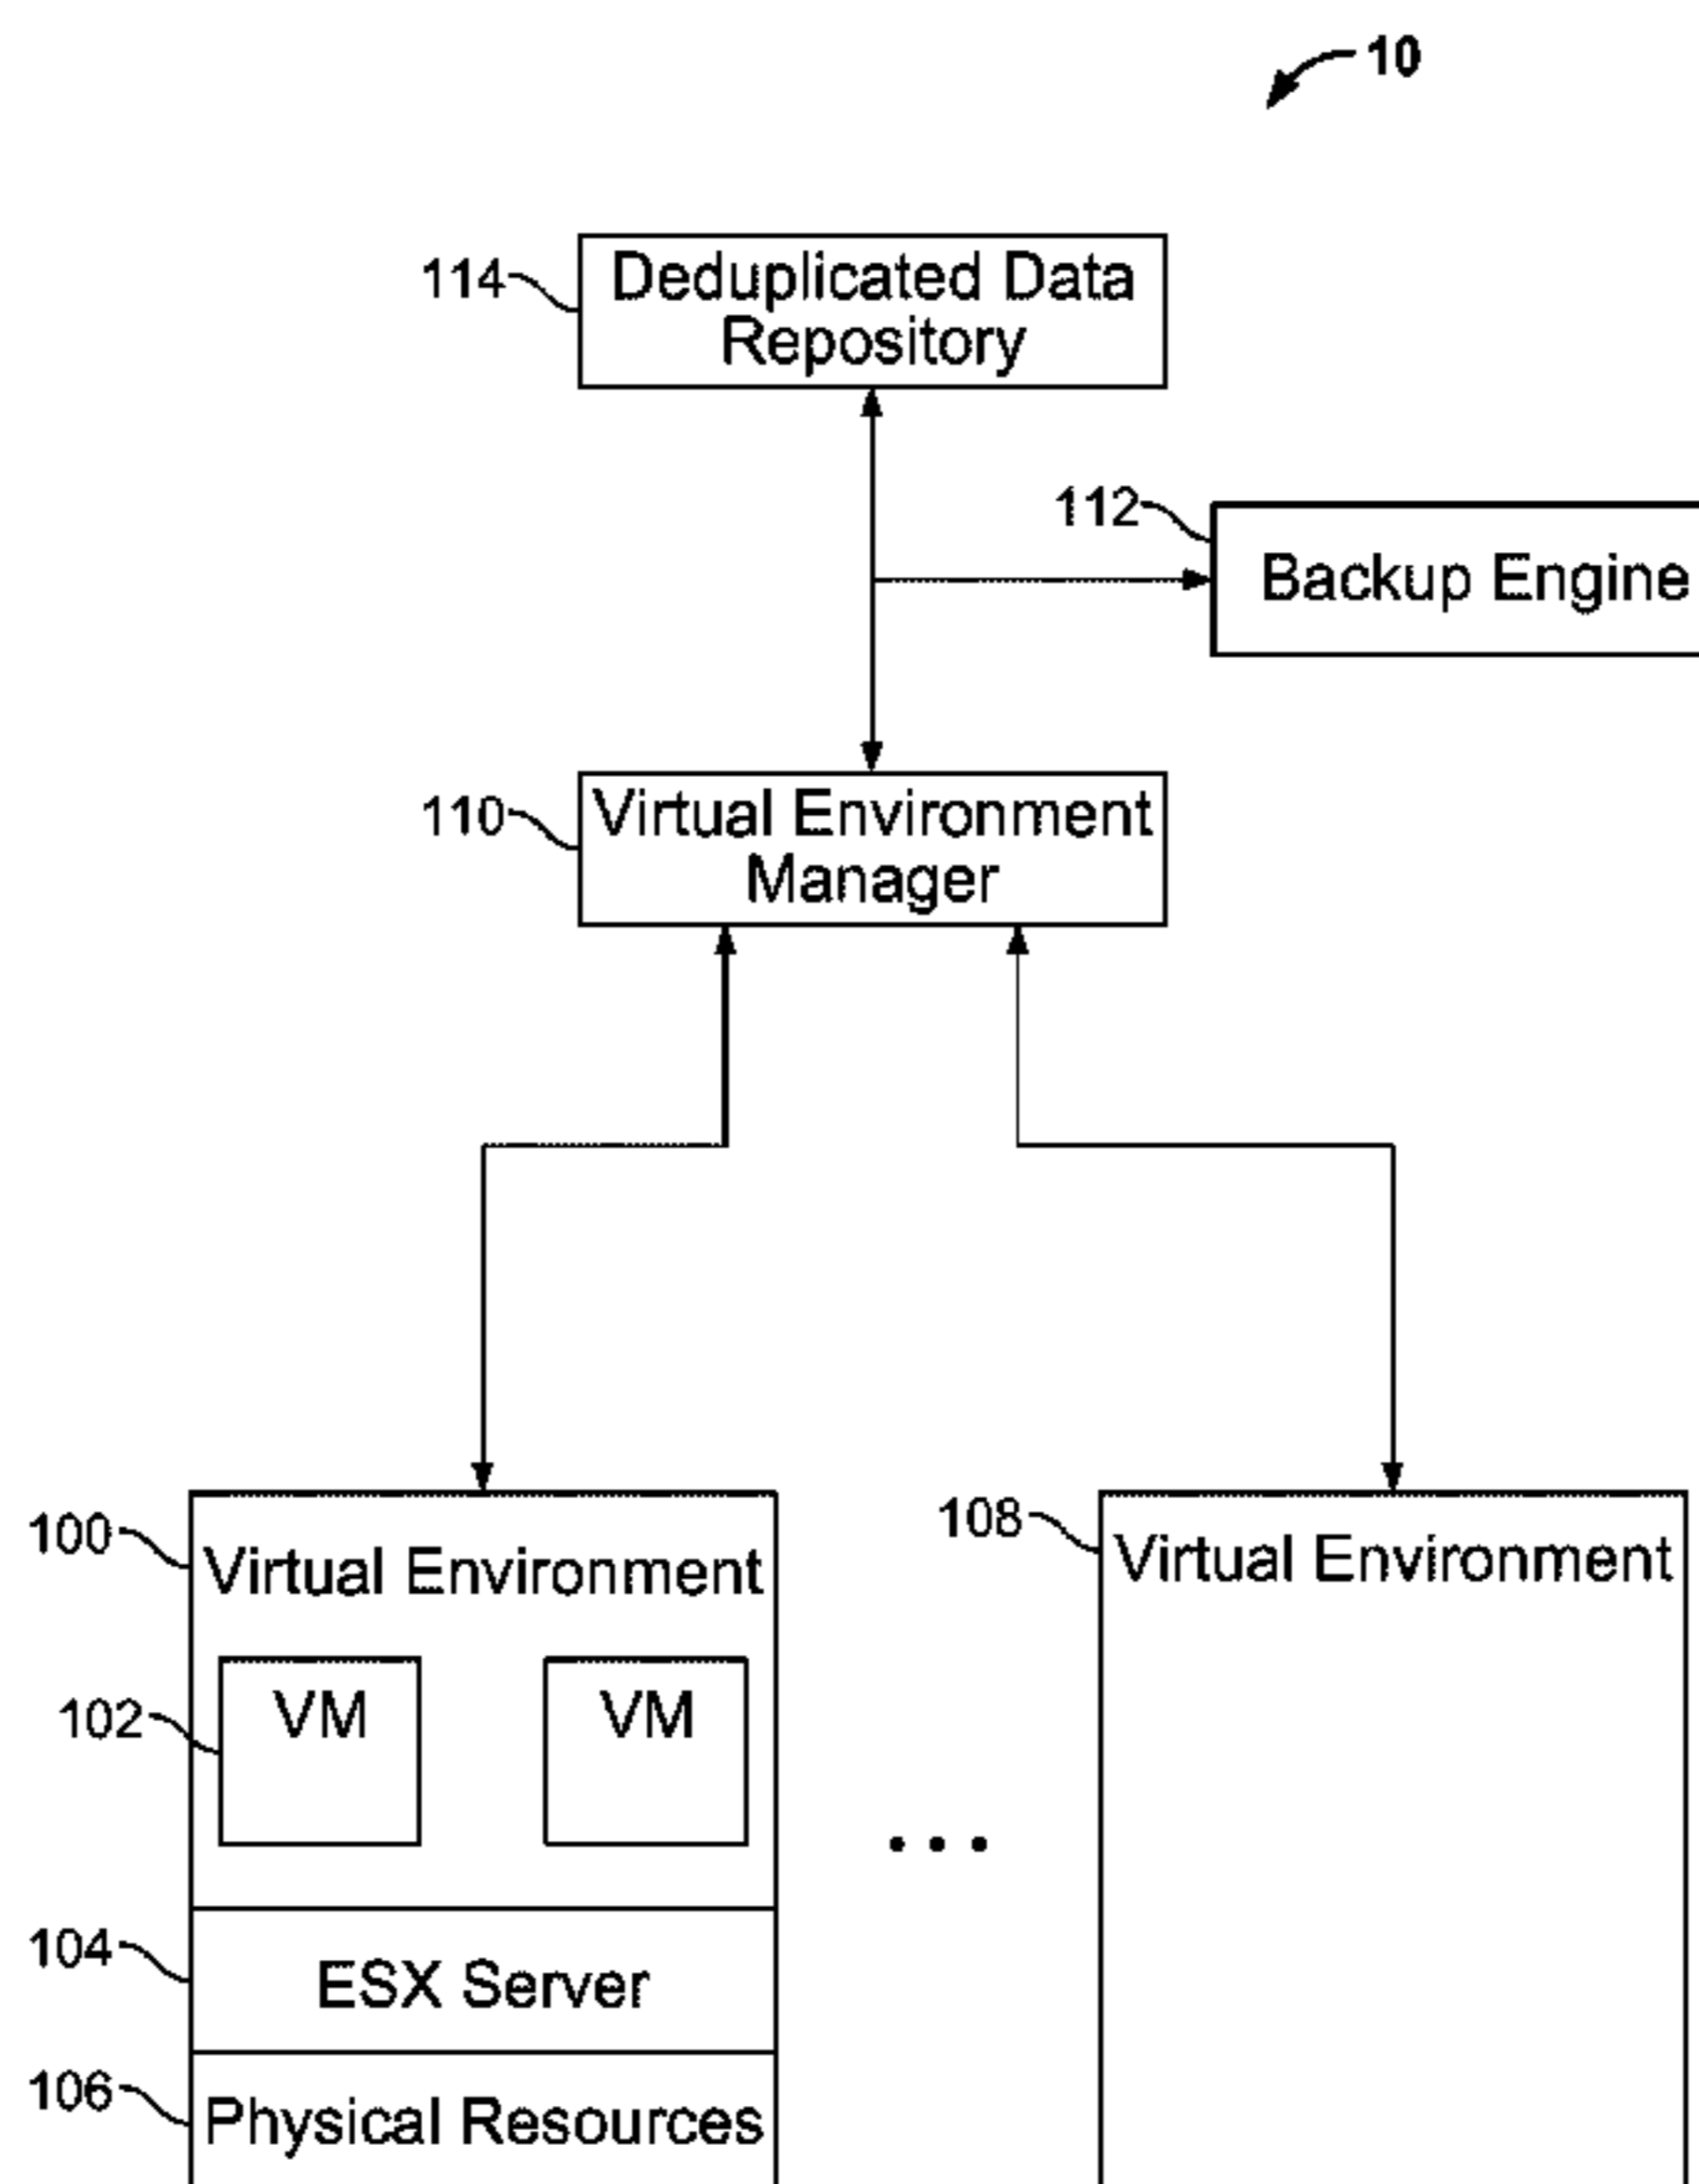 10
114
Deduplicated Data
Repository
112
Backup Engine
110
Virtual Environment
Manager
100
Virtual Environment
108
Virtual Environment
102
VM
VM
...
104
ESX Server
106
Physical Resources